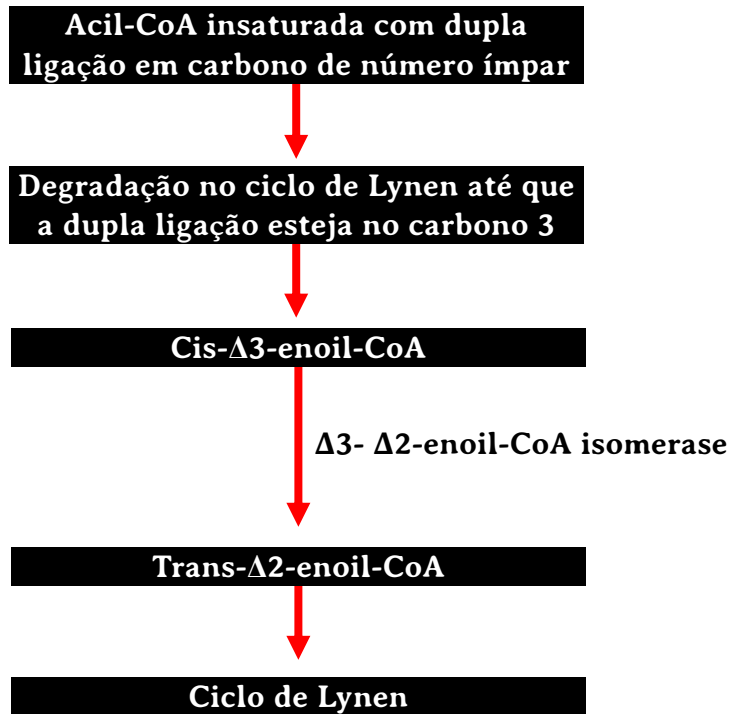 Acil-CoA insaturada com dupla
ligação em carbono de número ímpar
Degradação no ciclo de Lynen até que
a dupla ligação esteja no carbono 3
Cis-Δ3-enoil-CoA
Δ3- Δ2-enoil-CoA isomerase
Trans-Δ2-enoil-CoA
Ciclo de Lynen